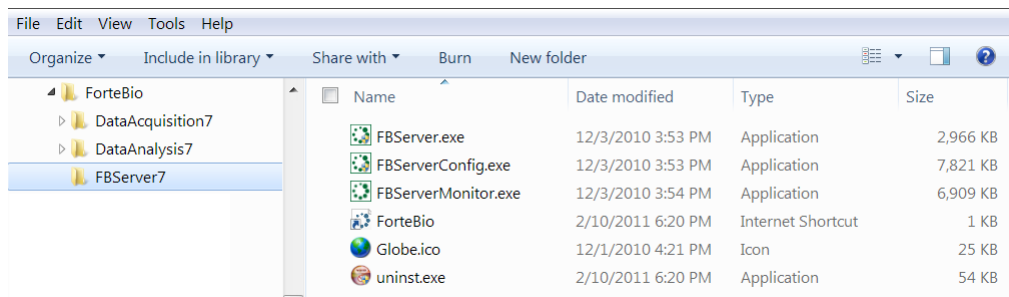 File Edit View Tools Help
Organize Include in library Share with Burn New folder
ForteBio
DataAcquisition7
DataAnalysis7
FBServer7
Name Date modified Type Size
FBServer.exe 12/3/2010 3:53 PM Application 2,966 KB
FBServerConfig.exe 12/3/2010 3:53 PM Application 7,821 KB
FBServerMonitor.exe 12/3/2010 3:54 PM Application 6,909 KB
ForteBio 2/10/2011 6:20 PM Internet Shortcut 1 KB
Globe.ico 12/1/2010 4:21 PM Icon 25 KB
uninst.exe 2/10/2011 6:20 PM Application 54 KB